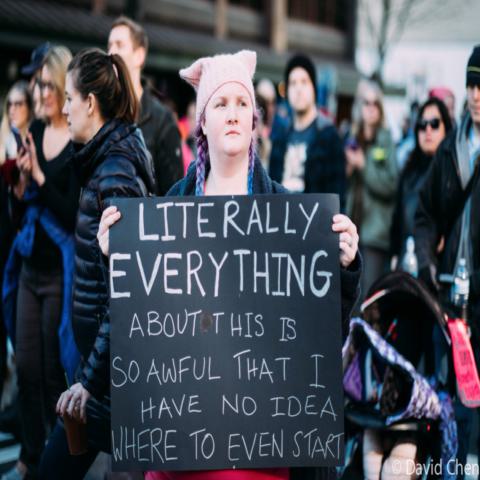 LITERALLY
EVERYTHING
ABOUT THIS IS
SO AWFUL THAT I
HAVE NO IDEA
WHERE TO EVEN START
© David Chen